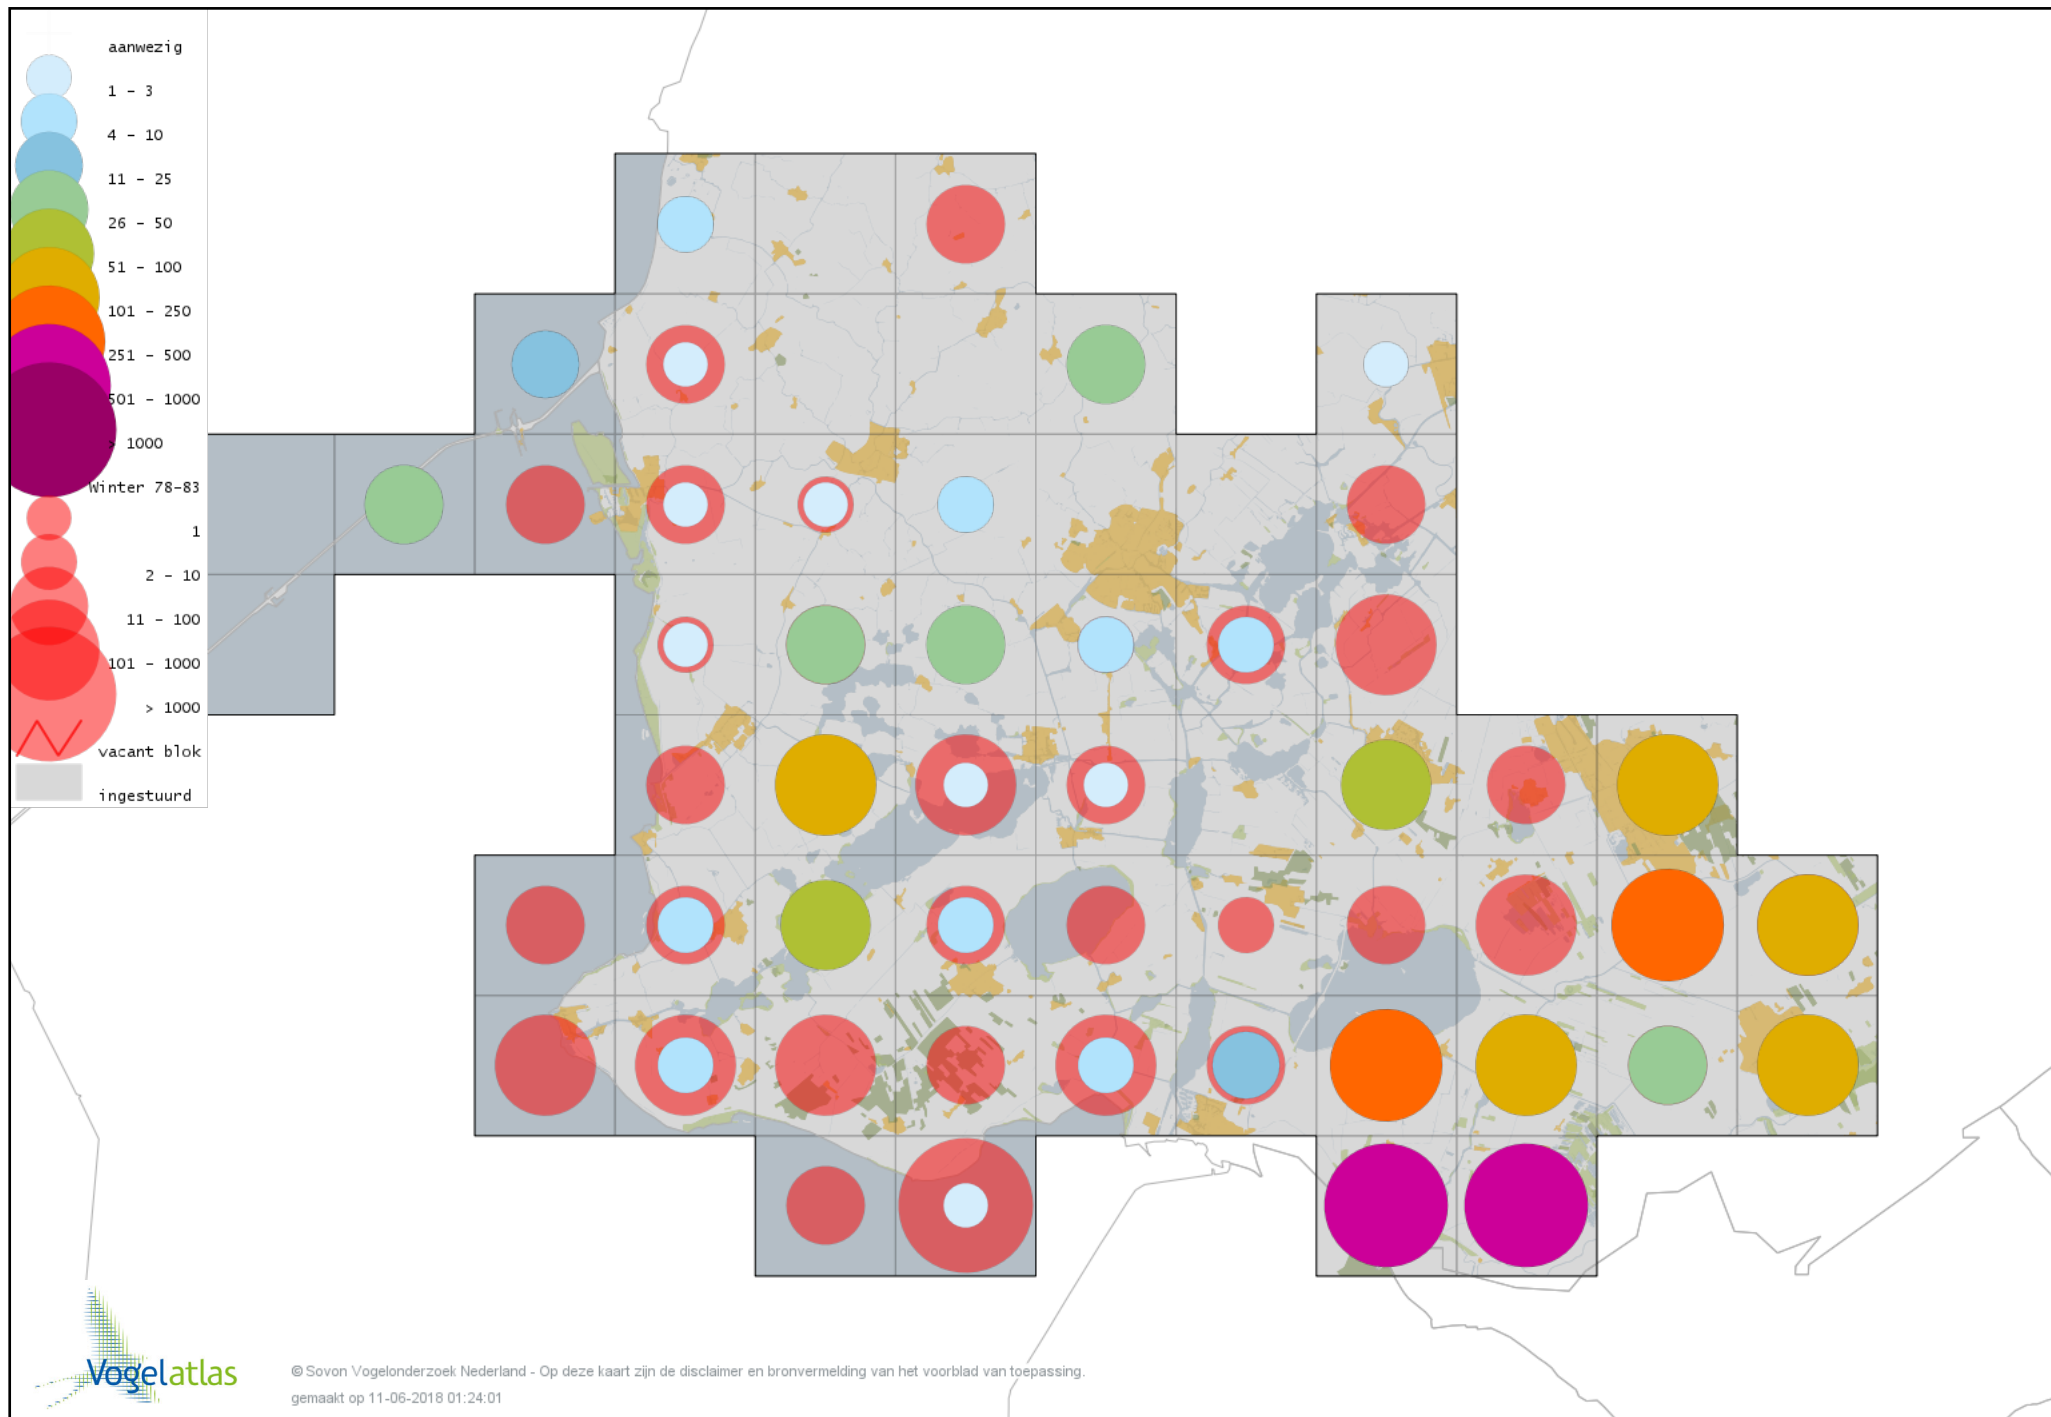 aanwezig
1 - 3
4 - 10
11 - 25
26 - 50
51 - 100
101 - 250
251 - 500
501 - 1000
> 1000
Winter 78-83
1
2 - 10
11 - 100
101 - 1000
> 1000
vacant blok
ingestuurd
Vogelatlas
© Sovon Vogelonderzoek Nederland - Op deze kaart zijn de disclaimer en bronvermelding van het voorblad van toepassing.
gemaakt op 11-06-2018 01:24:01